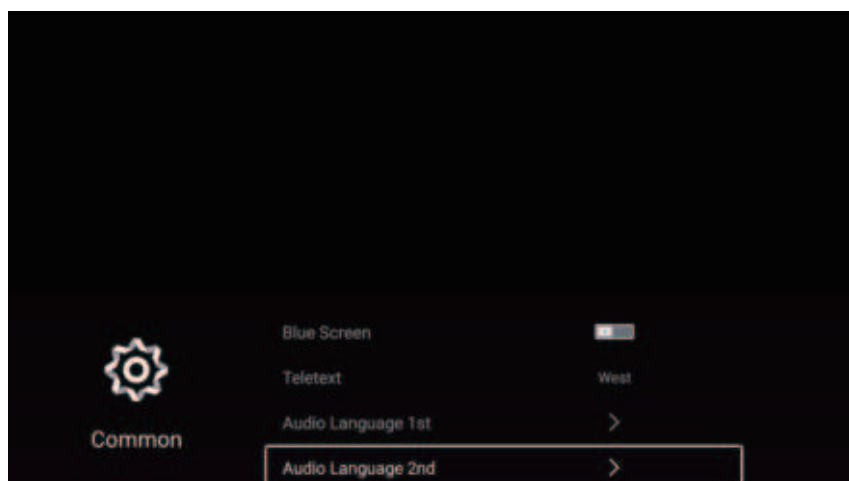 Blue Screen
Teletext West
Audio Language 1st
Common
Audio Language 2nd